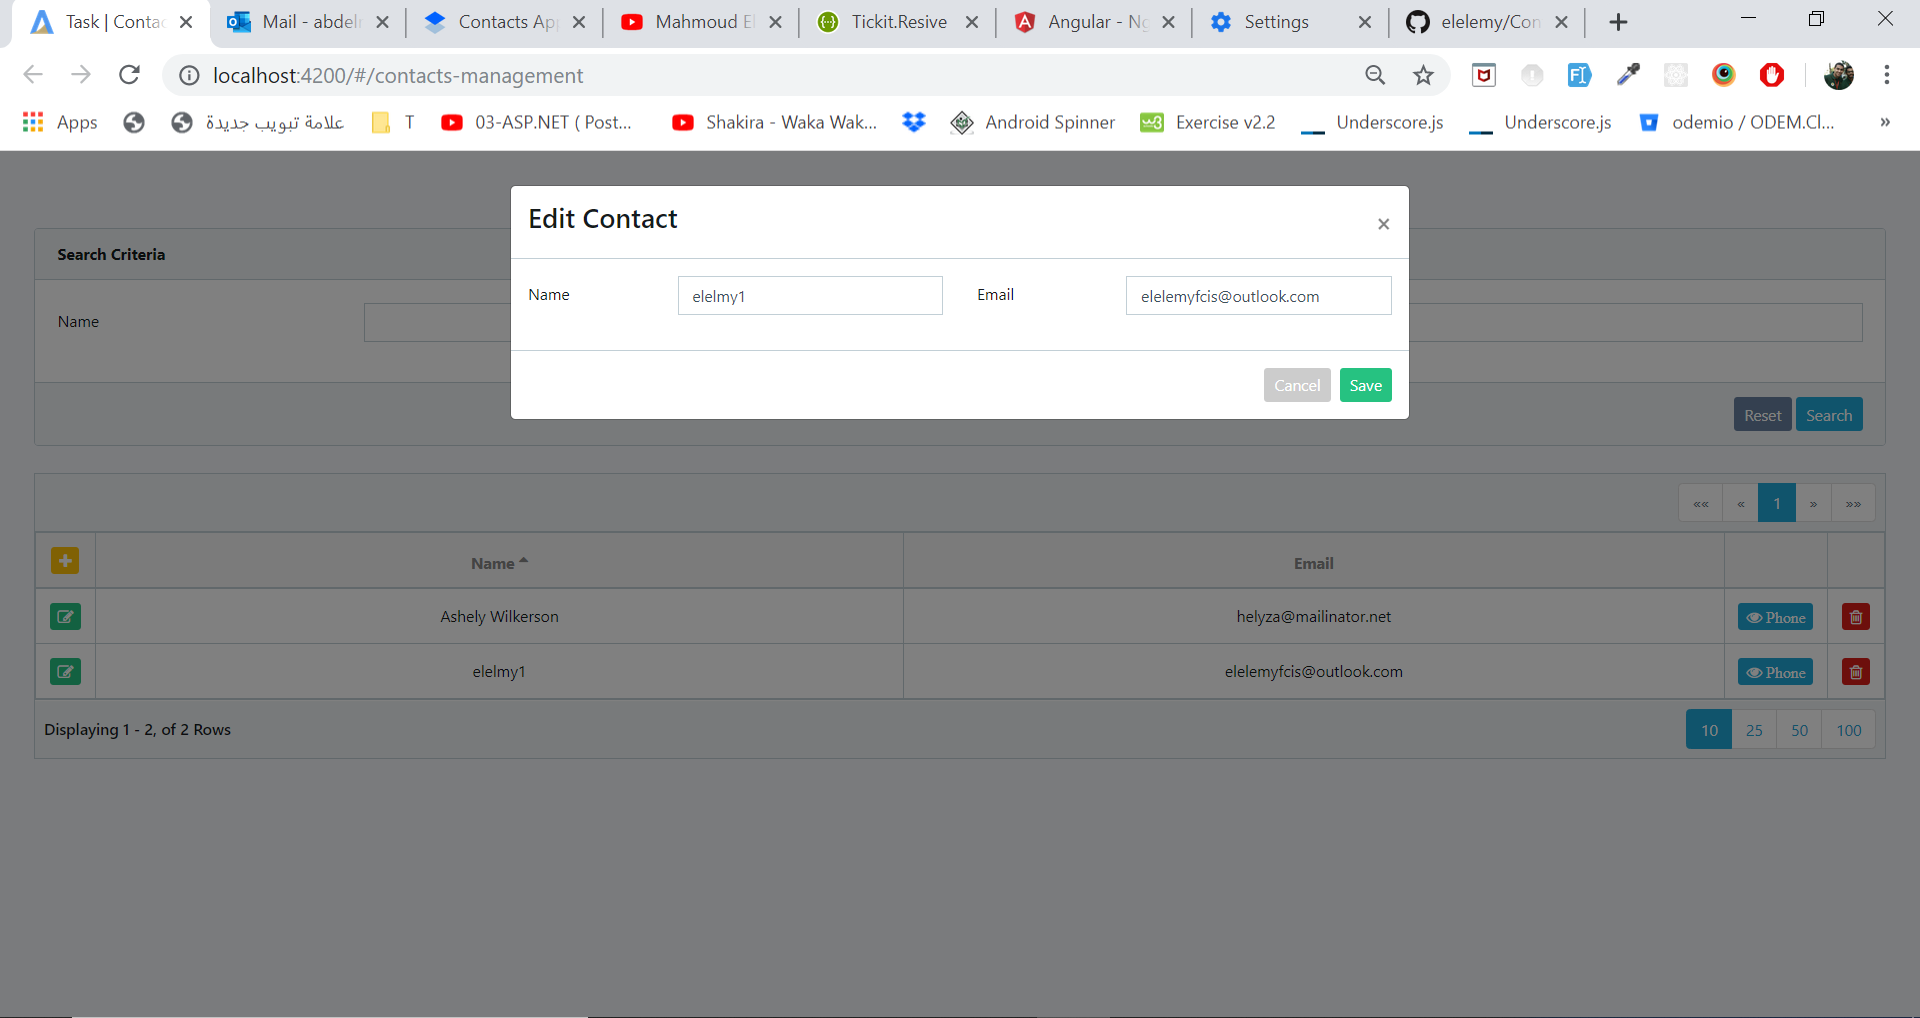 Task | Contac
Mail - abdelr
Contacts App
Mahmoud El
Tickit.Resive
Angular - Ng
Settings
elelemy/Con
localhost:4200/#/contacts-management
Apps
علامة تبويب جديدة
T
03-ASP.NET ( Post...
Shakira - Waka Wak...
Android Spinner
Exercise v2.2
Underscore.js
Underscore.js
odemio / ODEM.Cl...
»
Edit Contact
×
Name elelmy1 Email elelemyfcis@outlook.com
Cancel Save
Search Criteria
Name
Reset Search
«« « 1 » »»
Name Email
Ashely Wilkerson helyza@mailinator.net Phone
elelmy1 elelemyfcis@outlook.com Phone
Displaying 1 - 2, of 2 Rows 10 25 50 100